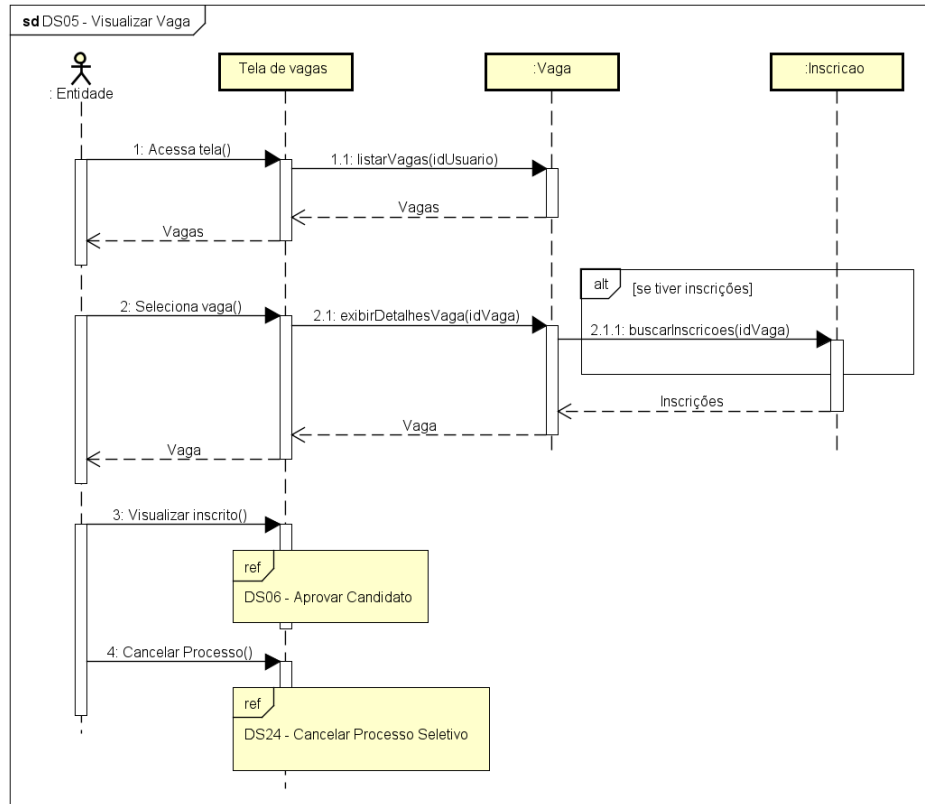 sd DS05 - Visualizar Vaga
: Entidade
Tela de vagas
:Vaga
:Inscricao
1: Acessa tela()
1.1: listarVagas(idUsuario)
Vagas
Vagas
alt
[se tiver inscrições]
2: Seleciona vaga()
2.1: exibirDetalhesVaga(idVaga)
2.1.1: buscarInscricoes(idVaga)
Inscrições
Vaga
Vaga
3: Visualizar inscrito()
ref
DS06 - Aprovar Candidato
4: Cancelar Processo()
ref
DS24 - Cancelar Processo Seletivo